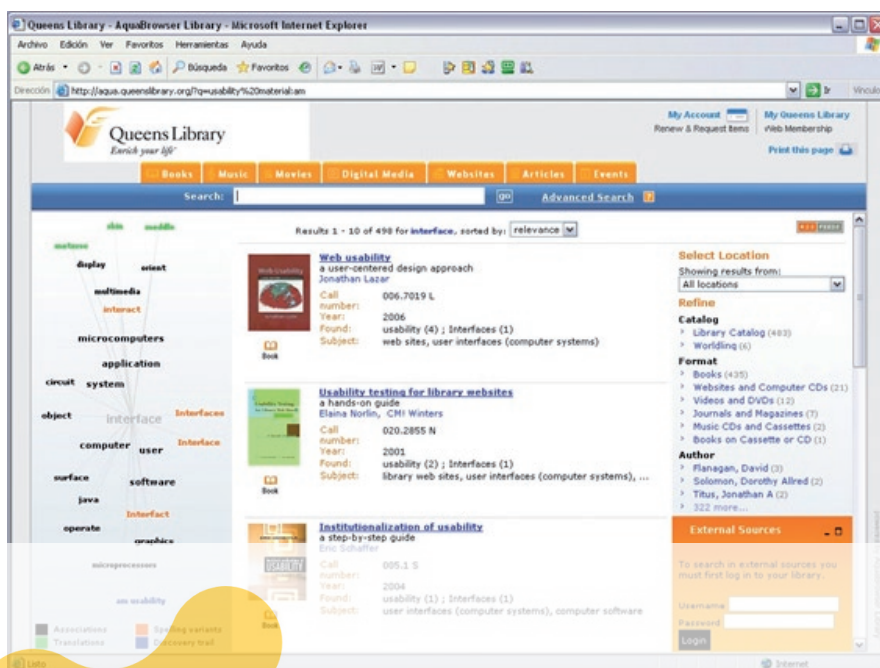 Queens Library - AquaBrowser Library - Microsoft Internet Explorer
Archivo Edición Ver Favoritos Herramientas Ayuda
Atrás Búsqueda Favoritos
Dirección http://aqua.queenslibrary.org/?q=usability%20material:am Ir Vínculos
Queens Library
Enrich your life
My Account
Renew & Request Items
My Queens Library
Web Membership
Print this page
Books Music Movies Digital Media Websites Articles Events
Search: go Advanced Search ?
skin meddle
display orient
multimedia
interact
microcomputers
application
circuit system
object interface Interfaces
computer user Interface
surface software
java
Interfact
operate
graphics
microprocessors
am usability
Associations Spelling variants
Translations Discovery trail
Results 1 - 10 of 498 for interface, sorted by: relevance
Web usability
a user-centered design approach
Jonathan Lazar
Call number: 006.7019 L
Year: 2006
Found: usability (4) ; Interfaces (1)
Subject: web sites, user interfaces (computer systems)
Book
Usability testing for library websites
a hands-on guide
Elaina Norlin, CM! Winters
Call number: 020.2855 N
Year: 2001
Found: usability (2) ; Interfaces (1)
Subject: library web sites, user interfaces (computer systems), ...
Book
Institutionalization of usability
a step-by-step guide
Eric Schaffer
Call number: 005.1 S
Year: 2004
Found: usability (1) ; Interfaces (1)
Subject: user interfaces (computer systems), computer software
Book
Select Location
Showing results from:
All locations
Refine
Catalog
Library Catalog (483)
Worldling (6)
Format
Books (435)
Websites and Computer CDs (21)
Videos and DVDs (12)
Journals and Magazines (7)
Music CDs and Cassettes (2)
Books on Cassette or CD (1)
Author
Flanagan, David (3)
Solomon, Dorothy Allred (2)
Titus, Jonathan A (2)
322 more...
External Sources
To search in external sources you
must first log in to your library.
Username
Password
Login
Listo
Internet